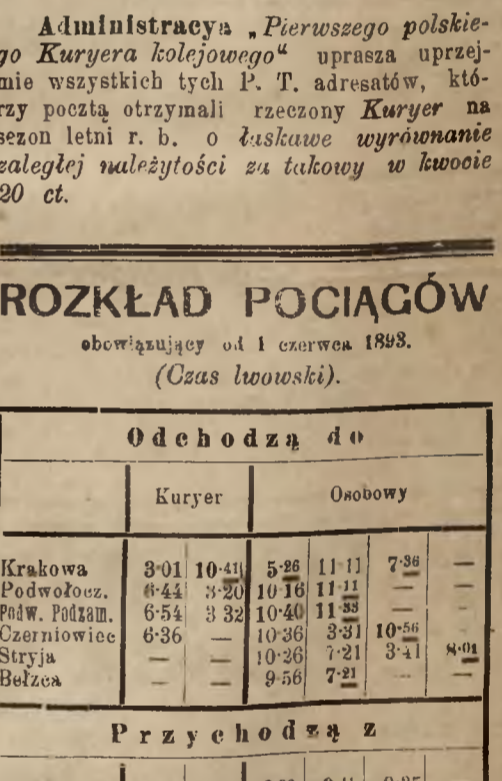 Administracya „Pierwszego polskie-
go Kuryera kolejowego“ uprasza uprzej-
mie wszystkich tych P. T. adresatów, któ-
rzy pocztą otrzymali rzeczony Kuryer na
sezon letni r. b. o łaskawe wyrównanie
zaległej należytości za takowy w kwocie
20 ct.
ROZKŁAD POCIĄGÓW
obowiązujący od 1 czerwca 1893.
(Czas lwowski).
Odchodzą do
Kuryer Osobowy
Krakowa 3·01 10·41 5·26 11 11 7·36 —
Podwołocz. 6·44 3·20 10 16 11·11 — —
Podw. Podzam. 6·54 3 32 10·40 11·33 — —
Czerniowiec 6·36 — 10·36 3·31 10·56 —
Stryja — — 10·26 7·21 3·41 8·01
Bełzca — — 9·56 7·21 — —
Przychodzą z